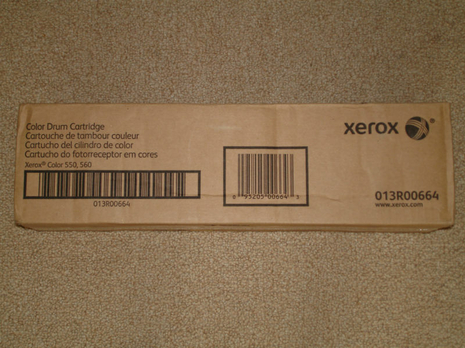 Color Drum Cartridge
Cartouche de tambour couleur
Cartucho del cilindro de color
Cartucho do fotorreceptor em cores
Xerox® Color 550, 560
013R00664
xerox
013R00664
www.xerox.com